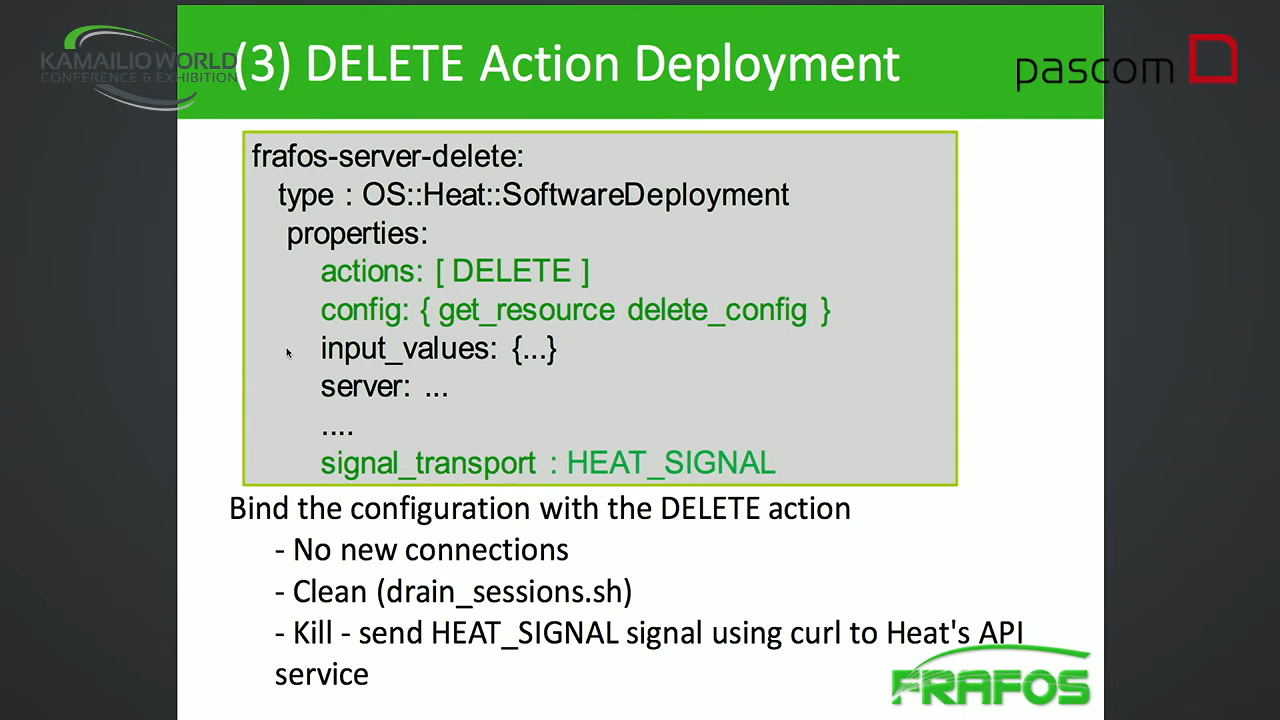 KAMAILIO WORLD
CONFERENCE & EXHIBITION
(3) DELETE Action Deployment
pascom
frafos-server-delete:
type : OS::Heat::SoftwareDeployment
properties:
actions: [ DELETE ]
config: { get_resource delete_config }
input_values: {...}
server: ...
....
signal_transport : HEAT_SIGNAL
Bind the configuration with the DELETE action
- No new connections
- Clean (drain_sessions.sh)
- Kill - send HEAT_SIGNAL signal using curl to Heat's API
service
FRAFOS